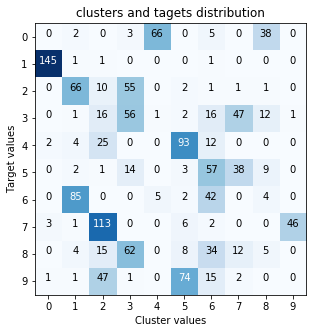 clusters and tagets distribution
0 0 2 0 3 66 0 5 0 38 0
1 145 1 1 0 0 0 1 0 0 0
2 0 66 10 55 0 2 1 1 1 0
3 0 1 16 56 1 2 16 47 12 1
4 2 4 25 0 0 93 12 0 0 0
5 0 2 1 14 0 3 57 38 9 0
6 0 85 0 0 5 2 42 0 4 0
7 3 1 113 0 0 6 2 0 0 46
8 0 4 15 62 0 8 34 12 5 0
9 1 1 47 1 0 74 15 2 0 0
0 1 2 3 4 5 6 7 8 9
Cluster values
Target values